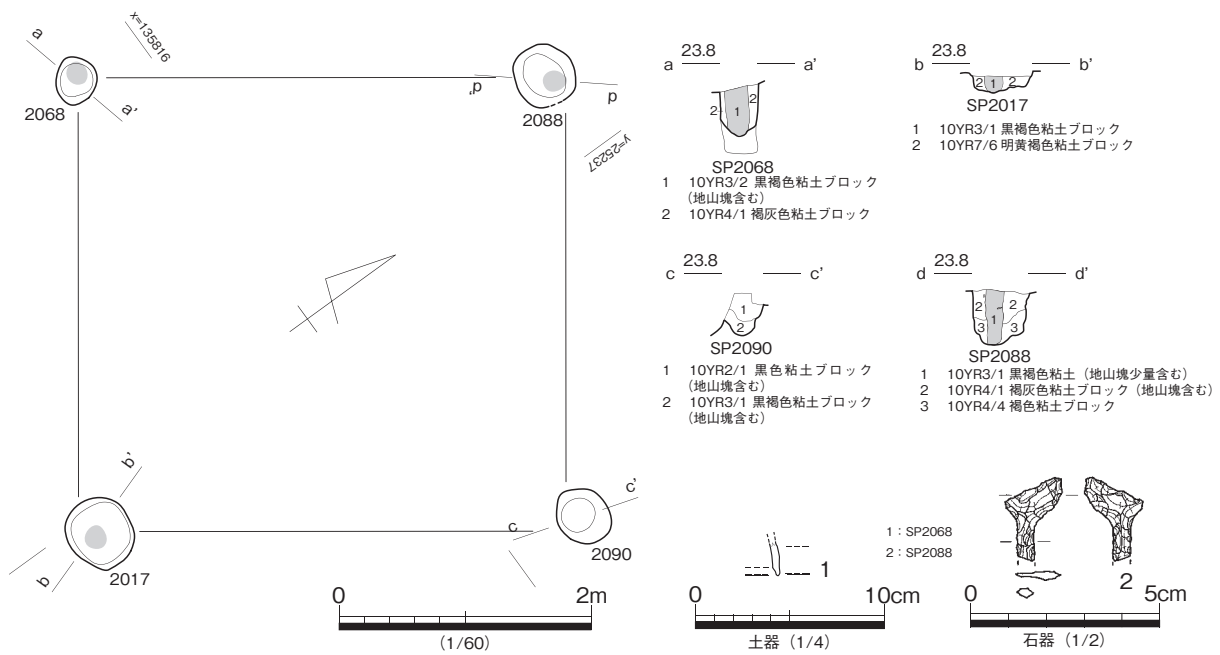 a
x=135816
2068
a'
d'
d
2088
y=25237
b'
b
2017
c
c'
2090
0 2m
(1/60)
23.8
a a'
2 1 2
SP2068
1 10YR3/2 黒褐色粘土ブロック
(地山塊含む)
2 10YR4/1 褐灰色粘土ブロック
23.8
b b'
2 1 2
SP2017
1 10YR3/1 黒褐色粘土ブロック
2 10YR7/6 明黄褐色粘土ブロック
23.8
c c'
1
2
SP2090
1 10YR2/1 黒色粘土ブロック
(地山塊含む)
2 10YR3/1 黒褐色粘土ブロック
(地山塊含む)
23.8
d d'
2 2
1
3 3
SP2088
1 10YR3/1 黒褐色粘土(地山塊少量含む)
2 10YR4/1 褐灰色粘土ブロック(地山塊含む)
3 10YR4/4 褐色粘土ブロック
1
1:SP2068
2:SP2088
2
0 10cm
土器(1/4)
0 5cm
石器(1/2)